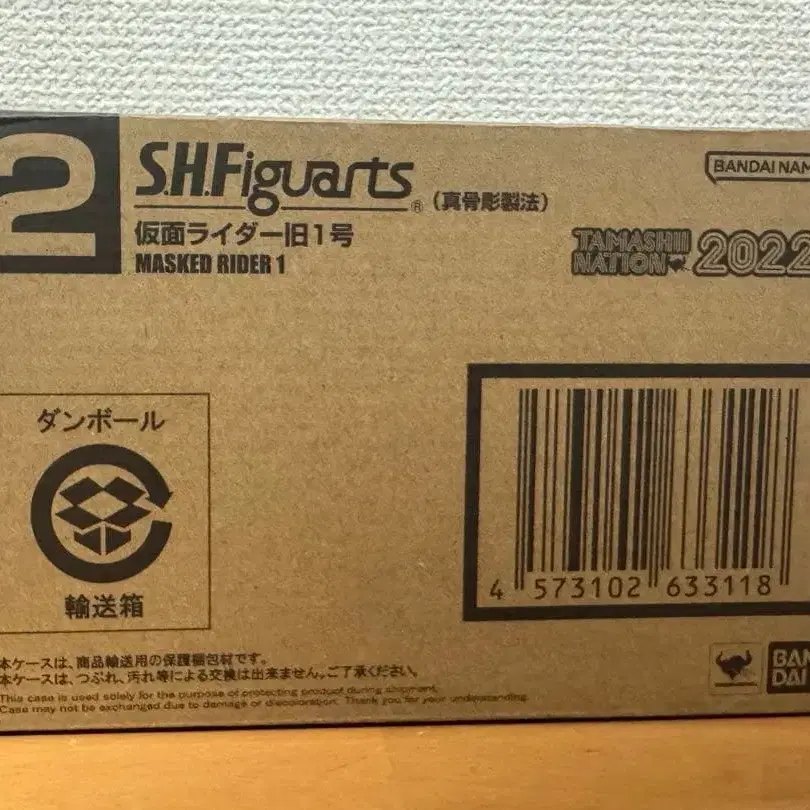 2
S.H.Figuarts®
(真骨彫製法)
仮面ライダー旧1号
MASKED RIDER 1
BANDAI NAM
TAMASHII
NATION 2022
ダンボール
輸送箱
4 573102 633118
本ケースは、商品輸送用の保護梱包材です。
本ケースは、つぶれ、汚れ等による交換は出来ません。ご了承ください。
This case is used solely for the purpose of protecting product during shipment.
Case may not be exchanged due to damage or discoloration. Thank you for your understanding.
BAN
DAI